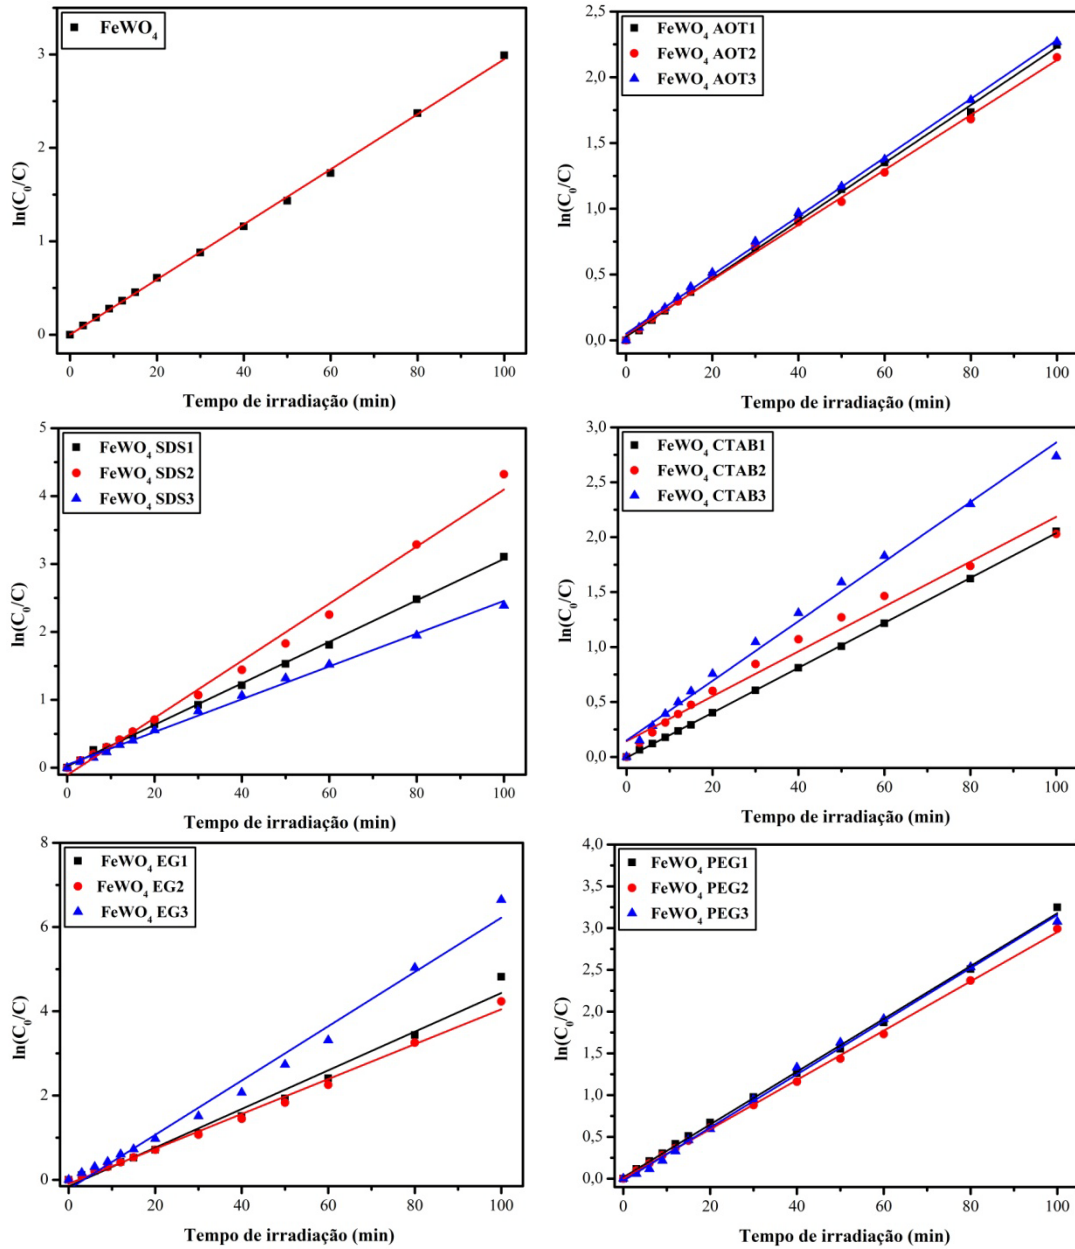 FeWO4
3
2
1
0
ln(C0/C)
0 20 40 60 80 100
Tempo de irradiação (min)
FeWO4 AOT1
FeWO4 AOT2
FeWO4 AOT3
2,5
2,0
1,5
1,0
0,5
0,0
ln(C0/C)
0 20 40 60 80 100
Tempo de irradiação (min)
FeWO4 SDS1
FeWO4 SDS2
FeWO4 SDS3
5
4
3
2
1
0
ln(C0/C)
0 20 40 60 80 100
Tempo de irradiação (min)
FeWO4 CTAB1
FeWO4 CTAB2
FeWO4 CTAB3
3,0
2,5
2,0
1,5
1,0
0,5
0,0
ln(C0/C)
0 20 40 60 80 100
Tempo de irradiação (min)
FeWO4 EG1
FeWO4 EG2
FeWO4 EG3
8
6
4
2
0
ln(C0/C)
0 20 40 60 80 100
Tempo de irradiação (min)
FeWO4 PEG1
FeWO4 PEG2
FeWO4 PEG3
4,0
3,5
3,0
2,5
2,0
1,5
1,0
0,5
0,0
ln(C0/C)
0 20 40 60 80 100
Tempo de irradiação (min)